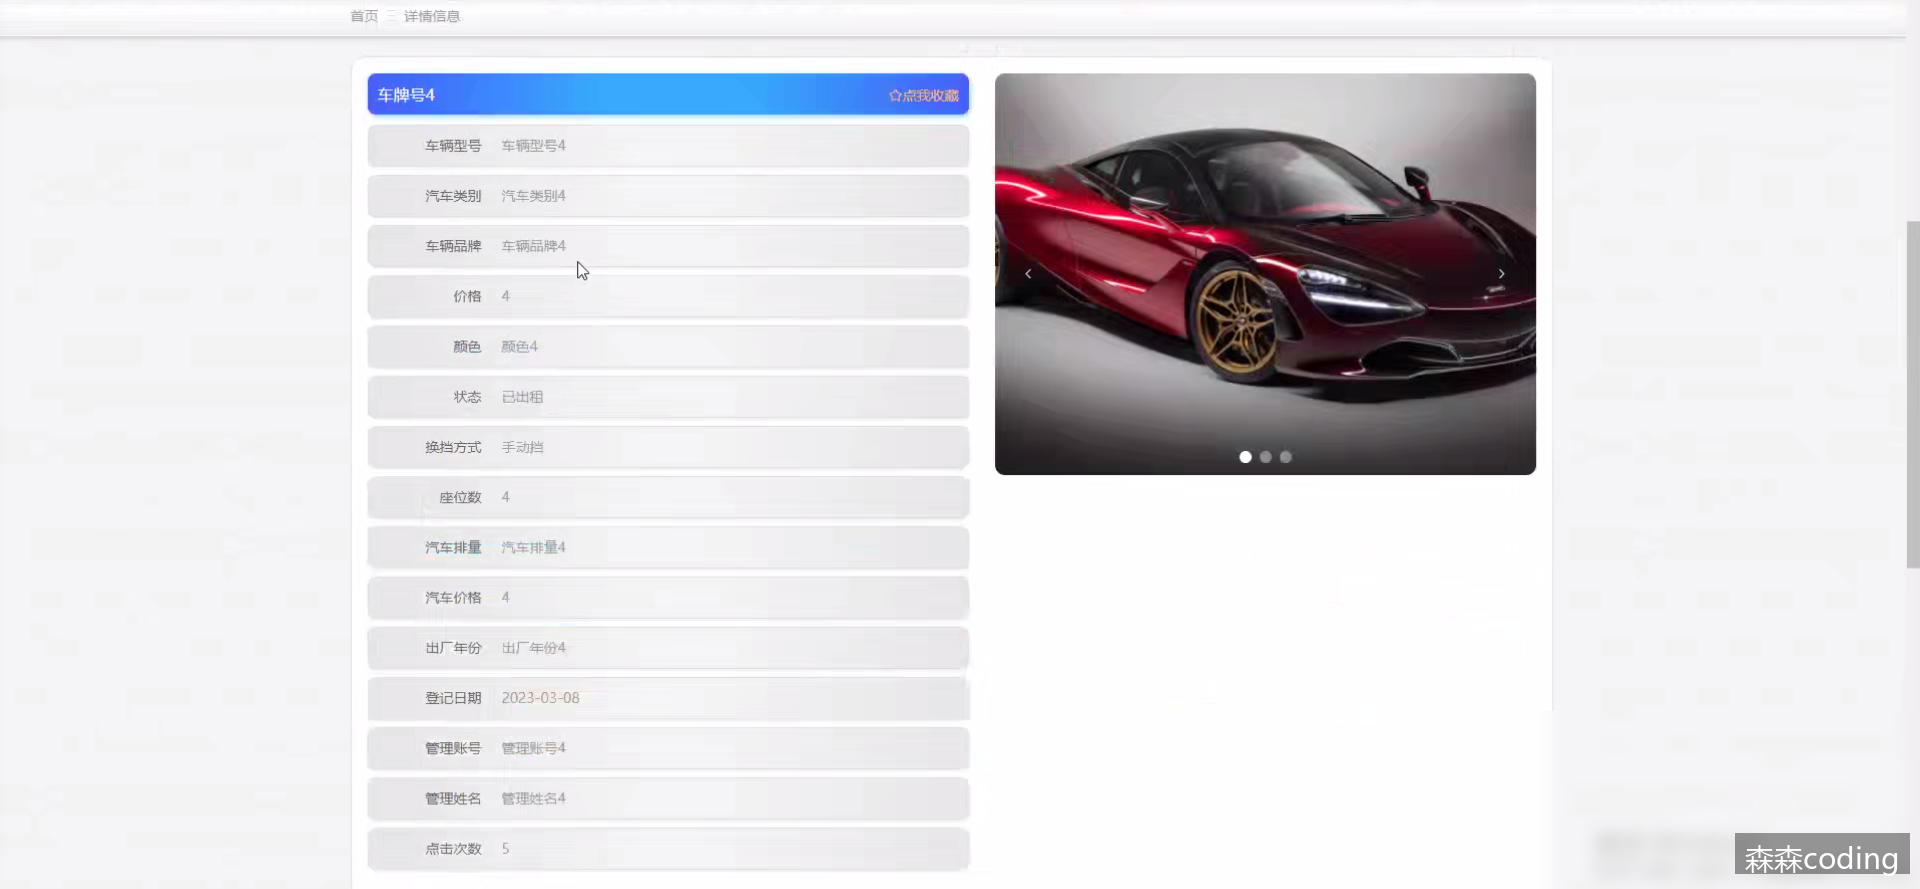 首页 详情信息
车牌号4 ☆点我收藏
车辆型号 车辆型号4
汽车类别 汽车类别4
车辆品牌 车辆品牌4
价格 4
颜色 颜色4
状态 已出租
换挡方式 手动挡
座位数 4
汽车排量 汽车排量4
汽车价格 4
出厂年份 出厂年份4
登记日期 2023-03-08
管理账号 管理账号4
管理姓名 管理姓名4
点击次数 5
森森coding